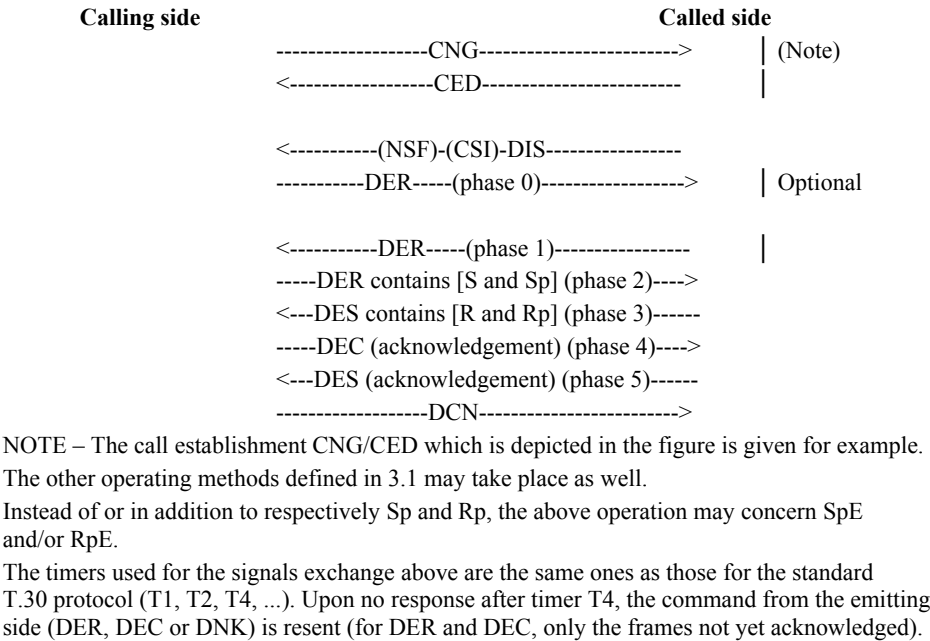 Calling side Called side
-------------------CNG-------------------------> | (Note)
<------------------CED------------------------- |
<-----------(NSF)-(CSI)-DIS-----------------
-----------DER-----(phase 0)------------------> | Optional
<-----------DER-----(phase 1)----------------- |
-----DER contains [S and Sp] (phase 2)---->
<---DES contains [R and Rp] (phase 3)------
-----DEC (acknowledgement) (phase 4)---->
<---DES (acknowledgement) (phase 5)------
-------------------DCN------------------------->
NOTE – The call establishment CNG/CED which is depicted in the figure is given for example.
The other operating methods defined in 3.1 may take place as well.
Instead of or in addition to respectively Sp and Rp, the above operation may concern SpE
and/or RpE.
The timers used for the signals exchange above are the same ones as those for the standard
T.30 protocol (T1, T2, T4, ...). Upon no response after timer T4, the command from the emitting
side (DER, DEC or DNK) is resent (for DER and DEC, only the frames not yet acknowledged).